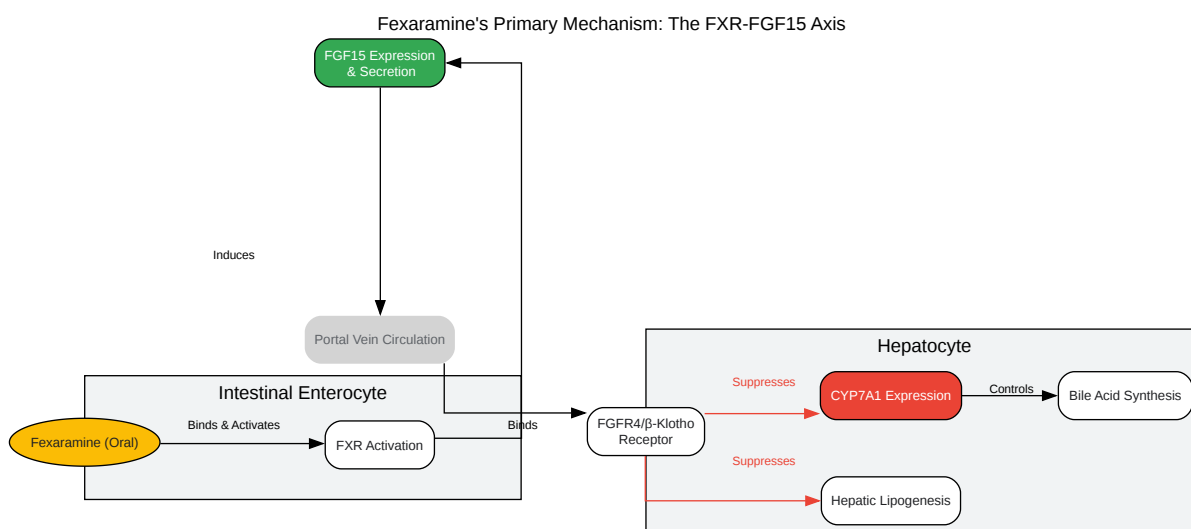 Fexaramine's Primary Mechanism: The FXR-FGF15 Axis
FGF15 Expression
& Secretion
Induces
Portal Vein Circulation
Intestinal Enterocyte
Fexaramine (Oral)
Binds & Activates
FXR Activation
Binds
Hepatocyte
FGFR4/β-Klotho
Receptor
Suppresses
CYP7A1 Expression
Controls
Bile Acid Synthesis
Suppresses
Hepatic Lipogenesis